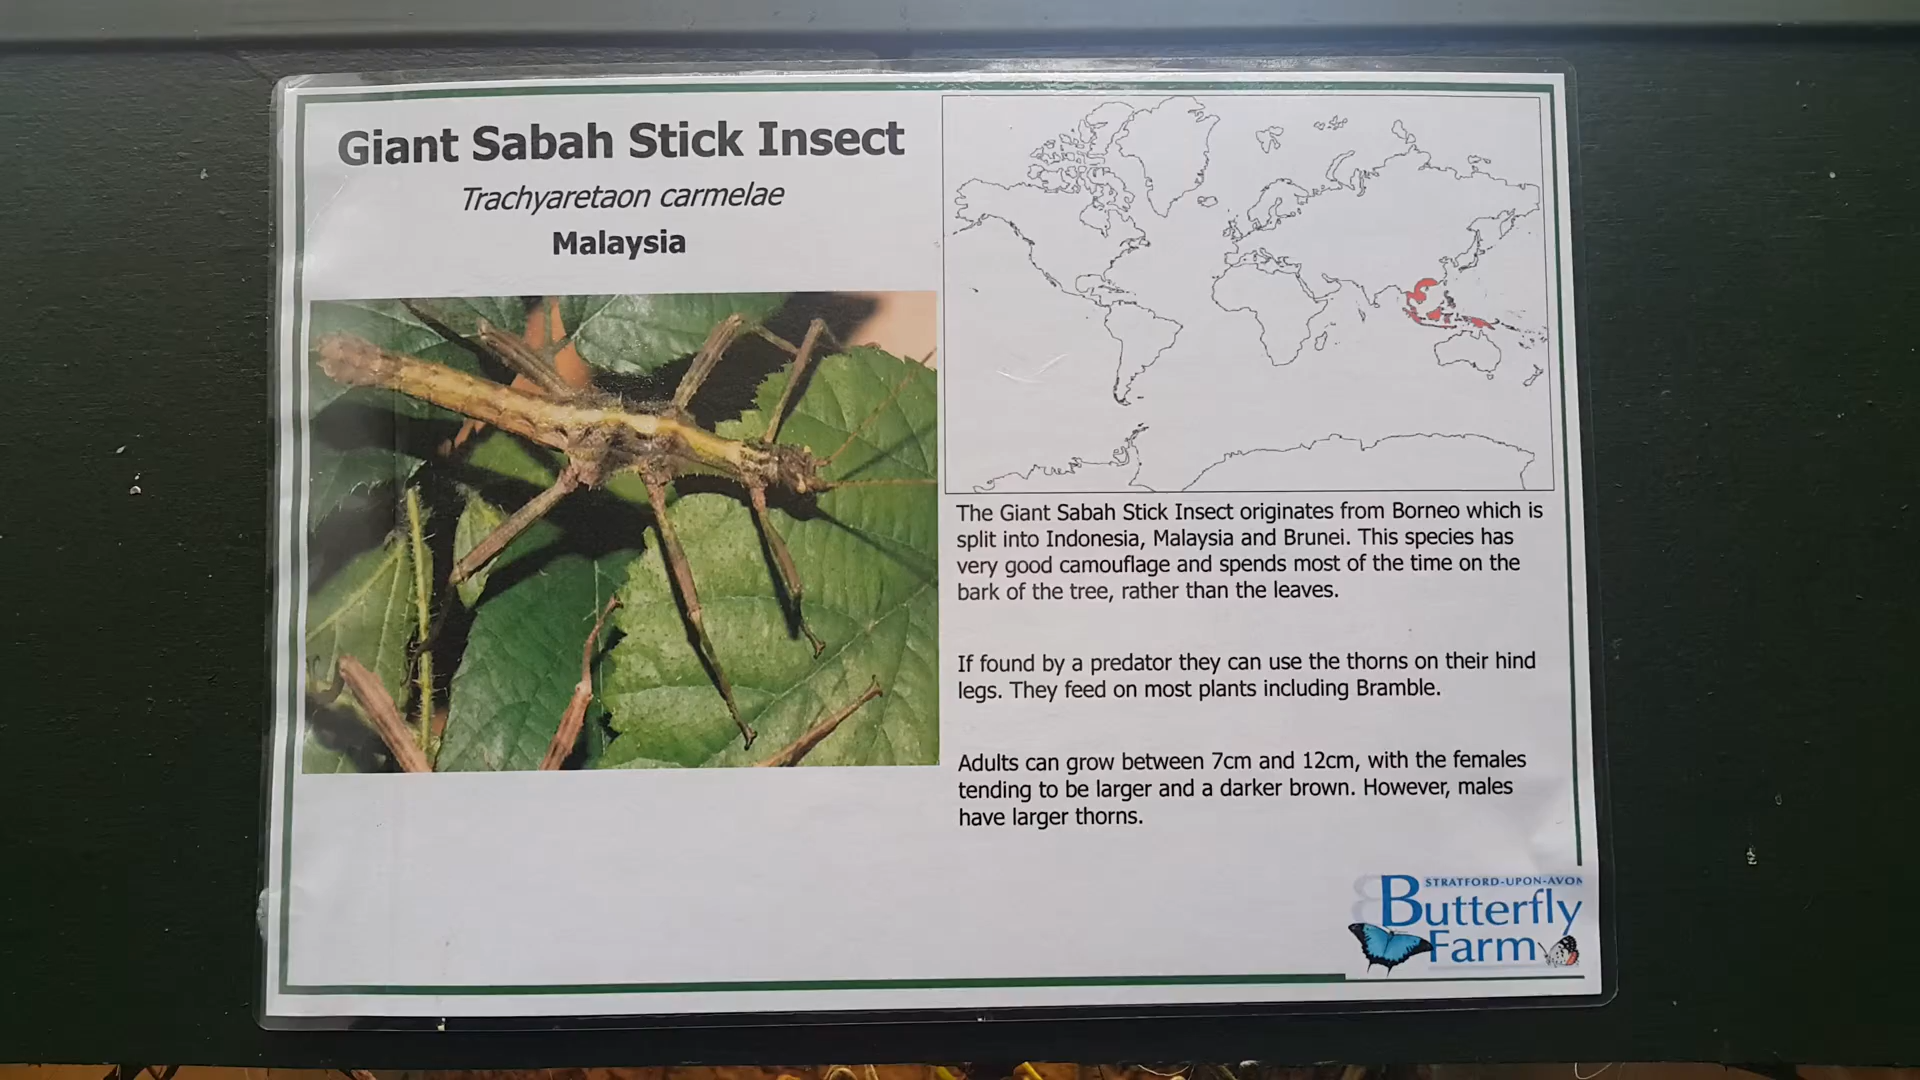 Giant Sabah Stick Insect
Trachyaretaon carmelae
Malaysia
The Giant Sabah Stick Insect originates from Borneo which is
split into Indonesia, Malaysia and Brunei. This species has
very good camouflage and spends most of the time on the
bark of the tree, rather than the leaves.
If found by a predator they can use the thorns on their hind
legs. They feed on most plants including Bramble.
Adults can grow between 7cm and 12cm, with the females
tending to be larger and a darker brown. However, males
have larger thorns.
STRATFORD-UPON-AVON
Butterfly
Farm